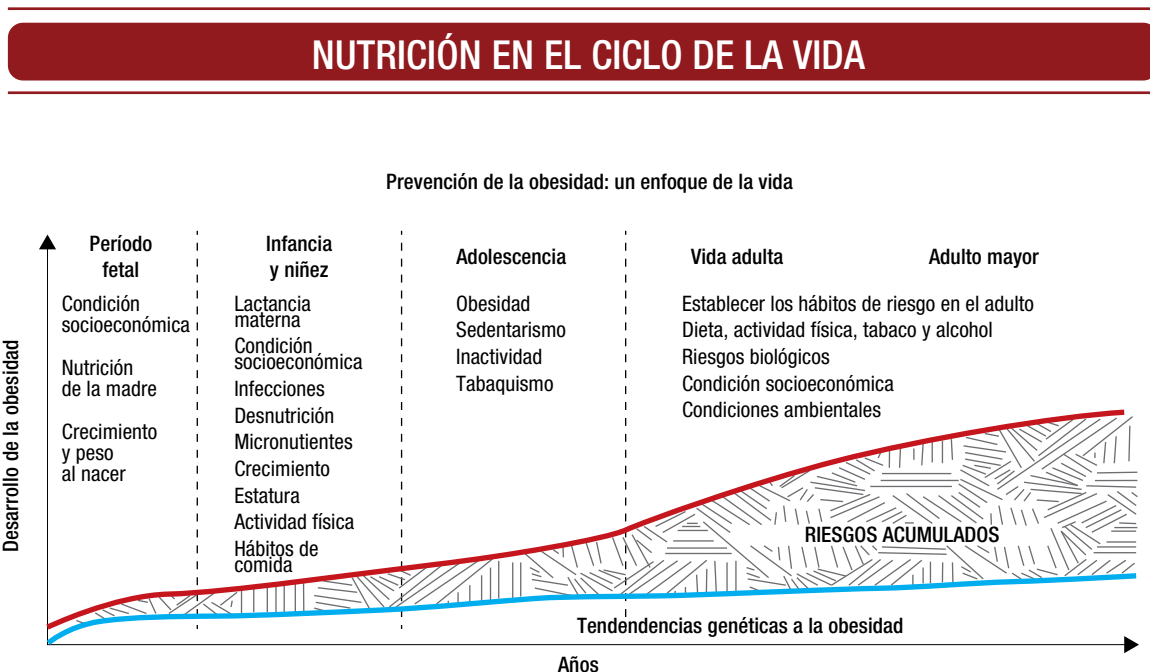 NUTRICIÓN EN EL CICLO DE LA VIDA
Prevención de la obesidad: un enfoque de la vida
Desarrollo de la obesidad
Período
fetal
Condición
socioeconómica
Nutrición
de la madre
Crecimiento
y peso
al nacer
Infancia
y niñez
Lactancia
materna
Condición
socioeconómica
Infecciones
Desnutrición
Micronutientes
Crecimiento
Estatura
Actividad física
Hábitos de
comida
Adolescencia
Obesidad
Sedentarismo
Inactividad
Tabaquismo
Vida adulta
Adulto mayor
Establecer los hábitos de riesgo en el adulto
Dieta, actividad física, tabaco y alcohol
Riesgos biológicos
Condición socioeconómica
Condiciones ambientales
RIESGOS ACUMULADOS
Tendendencias genéticas a la obesidad
Años